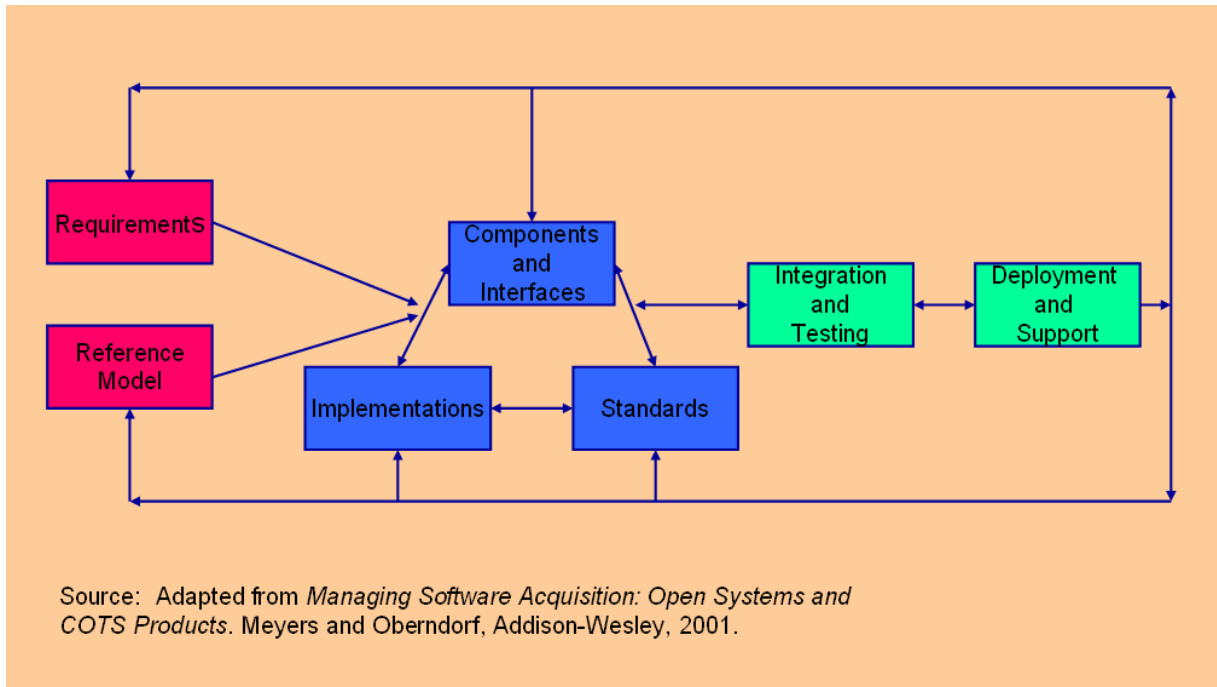 Requirements
Reference
Model
Components
and
Interfaces
Implementations
Standards
Integration
and
Testing
Deployment
and
Support
Source:  Adapted from Managing Software Acquisition: Open Systems and
COTS Products. Meyers and Oberndorf, Addison-Wesley, 2001.